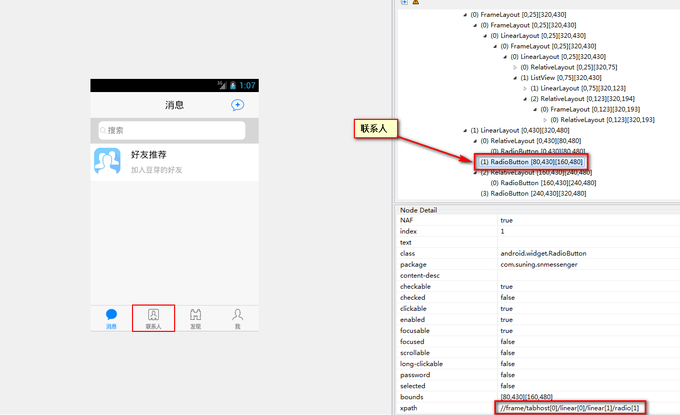 3G 1:07
消息
搜索
好友推荐
加入豆芽的好友
消息
联系人
发现
我
联系人
(0) FrameLayout [0,25][320,430]
(0) FrameLayout [0,25][320,430]
(0) LinearLayout [0,25][320,430]
(0) FrameLayout [0,25][320,430]
(0) LinearLayout [0,25][320,430]
(0) RelativeLayout [0,25][320,75]
(1) ListView [0,75][320,430]
(1) LinearLayout [0,75][320,123]
(2) RelativeLayout [0,123][320,194]
(0) FrameLayout [0,123][320,193]
(0) RelativeLayout [0,123][320,193]
(1) LinearLayout [0,430][320,480]
(0) RelativeLayout [0,430][80,480]
(0) RadioButton [0,430][80,480]
(1) RadioButton [80,430][160,480]
(2) RelativeLayout [160,430][240,480]
(0) RadioButton [160,430][240,480]
(3) RadioButton [240,430][320,480]
Node Detail
NAF true
index 1
text
class android.widget.RadioButton
package com.suning.snmessenger
content-desc
checkable true
checked false
clickable true
enabled true
focusable true
focused false
scrollable false
long-clickable false
password false
selected false
bounds [80,430][160,480]
xpath //frame/tabhost[0]/linear[0]/linear[1]/radio[1]